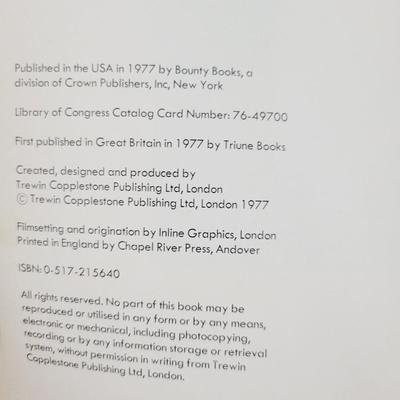 Published in the USA in 1977 by Bounty Books, a
division of Crown Publishers, Inc, New York
Library of Congress Catalog Card Number: 76-49700
First published in Great Britain in 1977 by Triune Books
Created, designed and produced by
Trewin Copplestone Publishing Ltd, London
© Trewin Copplestone Publishing Ltd, London 1977
Filmsetting and origination by Inline Graphics, London
Printed in England by Chapel River Press, Andover
ISBN: 0-517-215640
All rights reserved. No part of this book may be
reproduced or utilised in any form or by any means,
electronic or mechanical, including photocopying,
recording or by any information storage or retrieval
system, without permission in writing from Trewin
Copplestone Publishing Ltd, London.